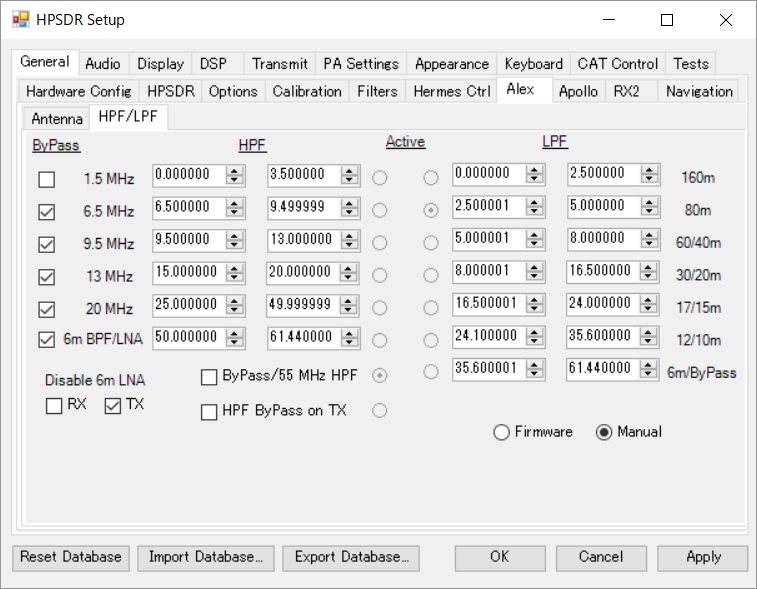 HPSDR Setup
General Audio Display DSP Transmit PA Settings Appearance Keyboard CAT Control Tests
Hardware Config HPSDR Options Calibration Filters Hermes Ctrl Alex Apollo RX2 Navigation
Antenna HPF/LPF
ByPass HPF Active LPF
1.5 MHz 0.000000 3.500000 0.000000 2.500000 160m
6.5 MHz 6.500000 9.499999 2.500001 5.000000 80m
9.5 MHz 9.500000 13.000000 5.000001 8.000000 60/40m
13 MHz 15.000000 20.000000 8.000001 16.500000 30/20m
20 MHz 25.000000 49.999999 16.500001 24.000000 17/15m
6m BPF/LNA 50.000000 61.440000 24.100000 35.600000 12/10m
35.600001 61.440000 6m/ByPass
Disable 6m LNA ByPass/55 MHz HPF
RX TX HPF ByPass on TX
Firmware Manual
Reset Database Import Database... Export Database... OK Cancel Apply